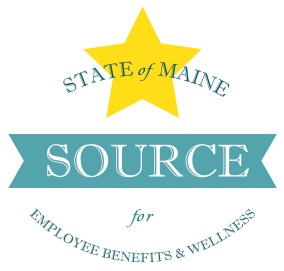 STATE of MAINE
SOURCE
for
EMPLOYEE BENEFITS & WELLNESS